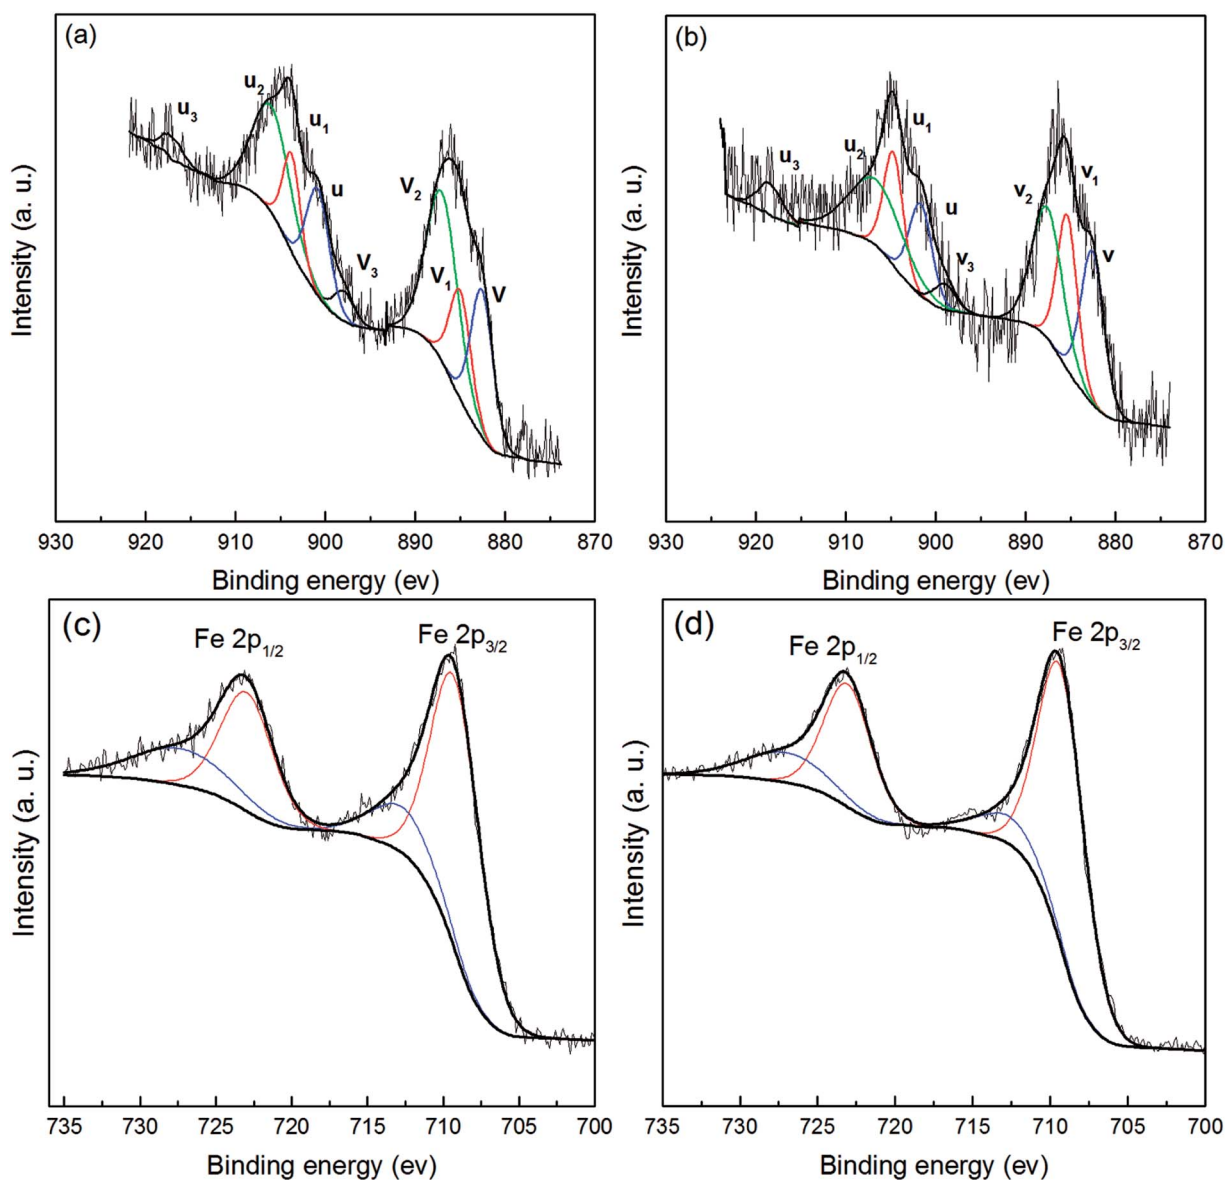 (a)
u3
u2
u1
u
V3
V2
V1
V
Intensity (a. u.)
930 920 910 900 890 880 870
Binding energy (ev)
(b)
u3
u2
u1
u
v3
v2
v1
v
Intensity (a. u.)
930 920 910 900 890 880 870
Binding energy (ev)
(c)
Fe 2p1/2
Fe 2p3/2
Intensity (a. u.)
735 730 725 720 715 710 705 700
Binding energy (ev)
(d)
Fe 2p1/2
Fe 2p3/2
Intensity (a. u.)
735 730 725 720 715 710 705 700
Binding energy (ev)